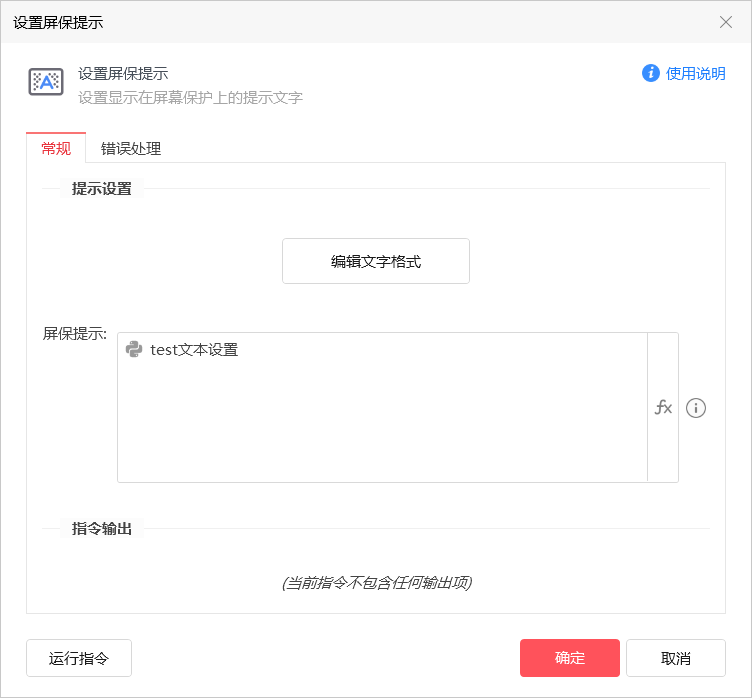 设置屏保提示
设置屏保提示
使用说明
设置显示在屏幕保护上的提示文字
常规
错误处理
提示设置
编辑文字格式
屏保提示:
test文本设置
fx
指令输出
(当前指令不包含任何输出项)
运行指令
确定
取消